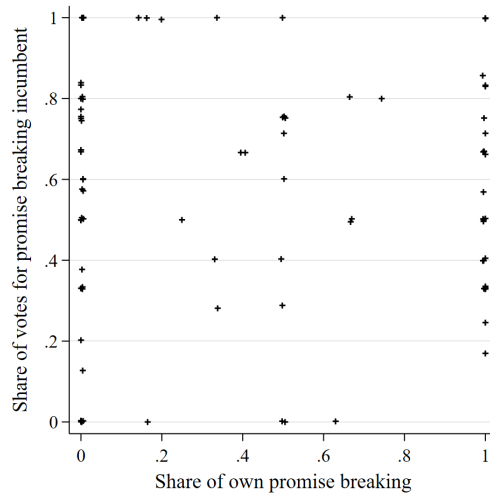 Share of votes for promise breaking incumbent
1
.8
.6
.4
.2
0
0 .2 .4 .6 .8 1
Share of own promise breaking